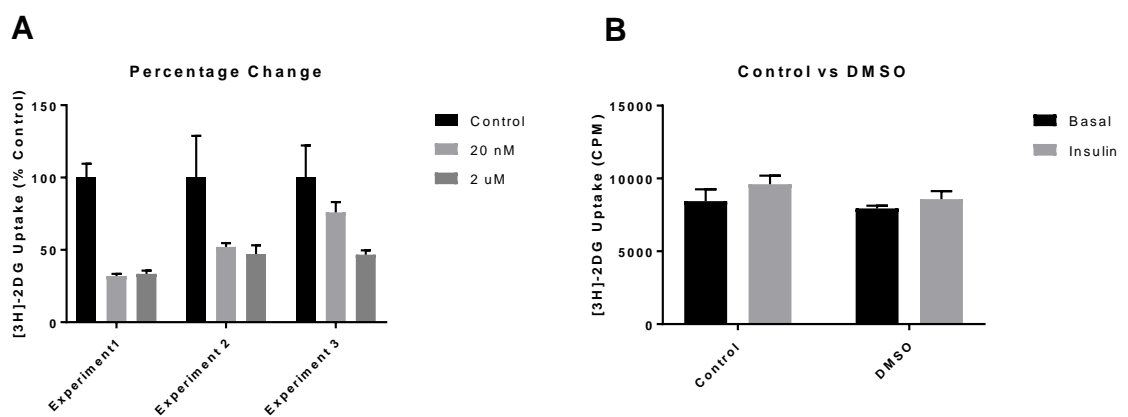 A
Percentage Change
[3H]-2DG Uptake (% Control)
150
100
50
0
Experiment1
Experiment 2
Experiment 3
Control
20 nM
2 uM
B
Control vs DMSO
[3H]-2DG Uptake (CPM)
15000
10000
5000
0
Control
DMSO
Basal
Insulin